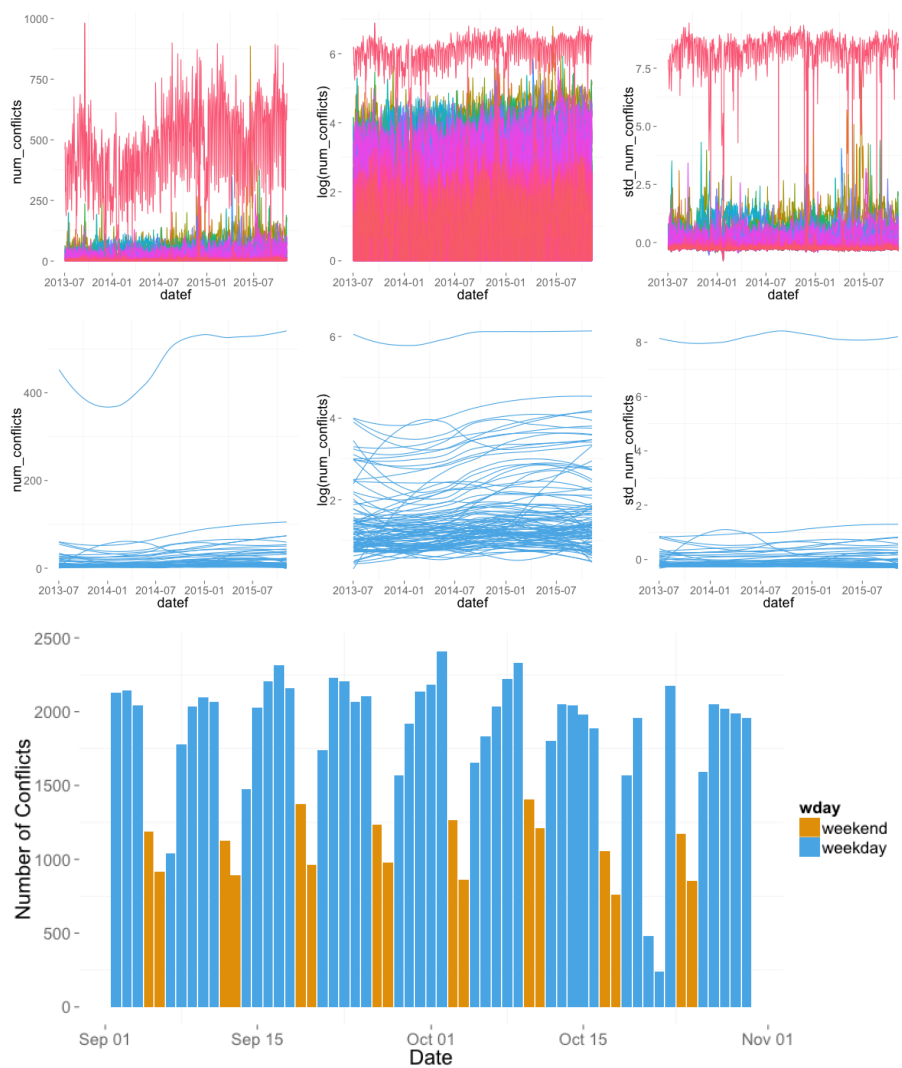 num_conflicts
1000
750
500
250
0
2013-07 2014-01 2014-07 2015-01 2015-07
datef
log(num_conflicts)
6
4
2
0
2013-07 2014-01 2014-07 2015-01 2015-07
datef
std_num_conflicts
7.5
5.0
2.5
0.0
2013-07 2014-01 2014-07 2015-01 2015-07
datef
num_conflicts
400
200
0
2013-07 2014-01 2014-07 2015-01 2015-07
datef
log(num_conflicts)
6
4
2
2013-07 2014-01 2014-07 2015-01 2015-07
datef
std_num_conflicts
8
6
4
2
0
2013-07 2014-01 2014-07 2015-01 2015-07
datef
Number of Conflicts
2500
2000
1500
1000
500
0
Sep 01 Sep 15 Oct 01 Oct 15 Nov 01
Date
wday
weekend
weekday